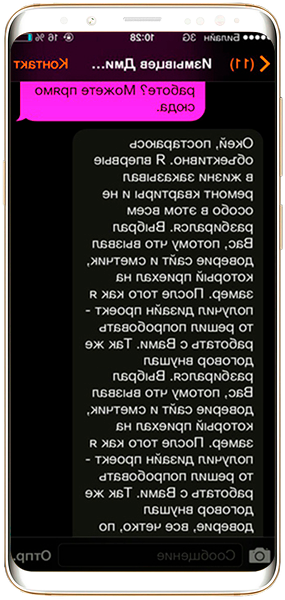 Билайн 3G 10:28 16 %
(11) Измывцев Дми... Контакт
работе? Можете прямо
сюда.
Окей, постараюсь
объективно. Я впервые
в жизни заказывал
ремонт квартиры и не
особо в этом всем
разбирался. Выбрал
Вас, потому что вызвал
доверие сайт и сметчик,
который приехал на
замер. После того как я
получил дизайн проект -
то решил попробовать
работать с Вами. Так же
договор внушал
разбирался. Выбрал
Вас, потому что вызвал
доверие сайт и сметчик,
который приехал на
замер. После того как я
получил дизайн проект -
то решил попробовать
работать с Вами. Так же
договор внушал
доверие, все четко, по
Сообщение Отпр.